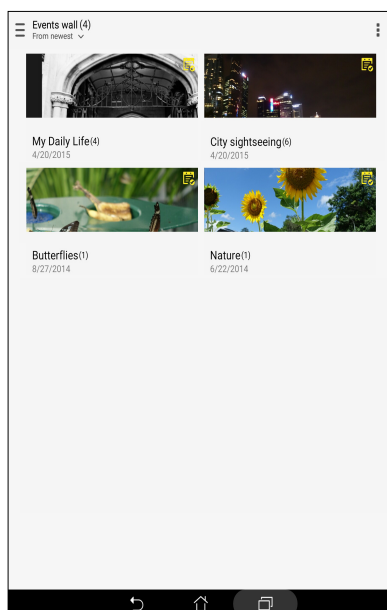 Events wall (4)
From newest
My Daily Life(4)
4/20/2015
City sightseeing(6)
4/20/2015
Butterflies(1)
8/27/2014
Nature(1)
6/22/2014